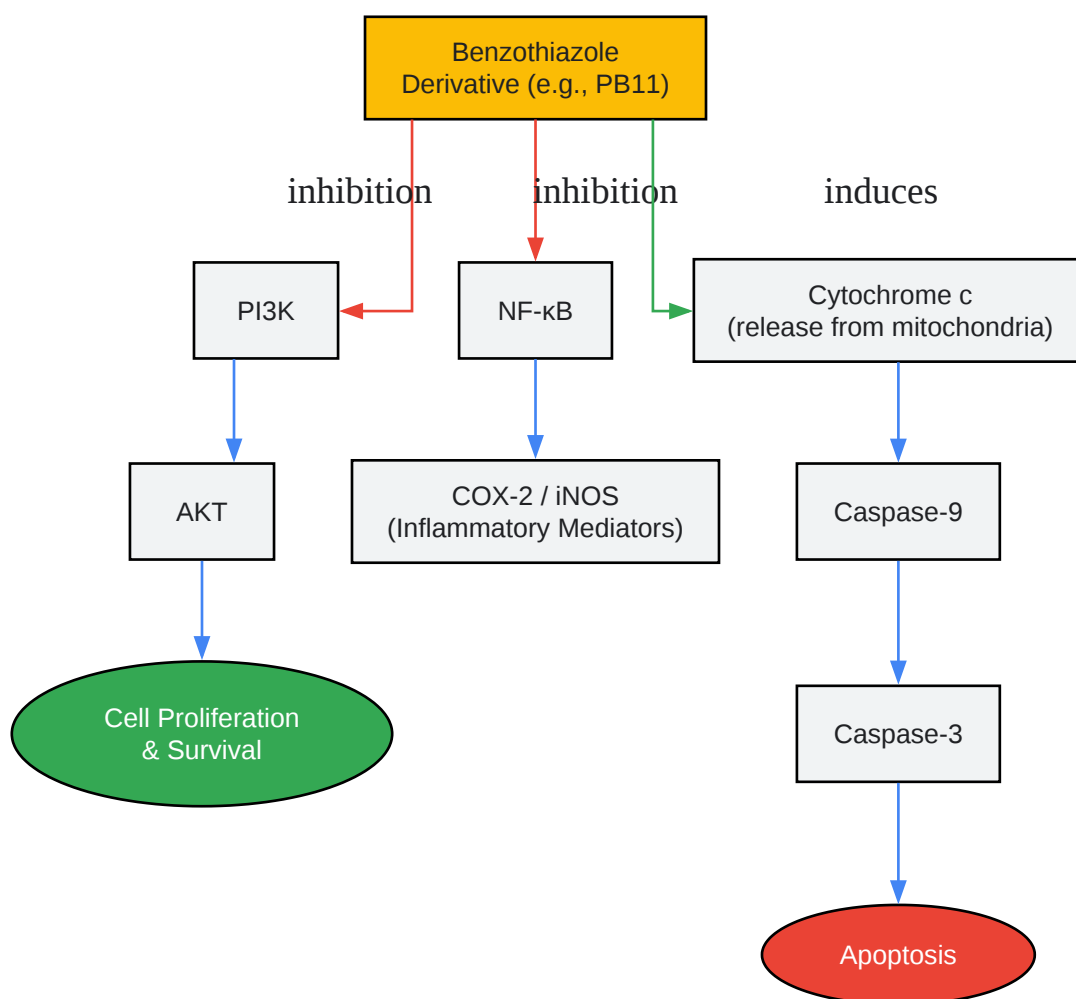 Benzothiazole
Derivative (e.g., PB11)
inhibition
inhibition
induces
PI3K
NF-κB
Cytochrome c
(release from mitochondria)
AKT
COX-2 / iNOS
(Inflammatory Mediators)
Caspase-9
Cell Proliferation
& Survival
Caspase-3
Apoptosis